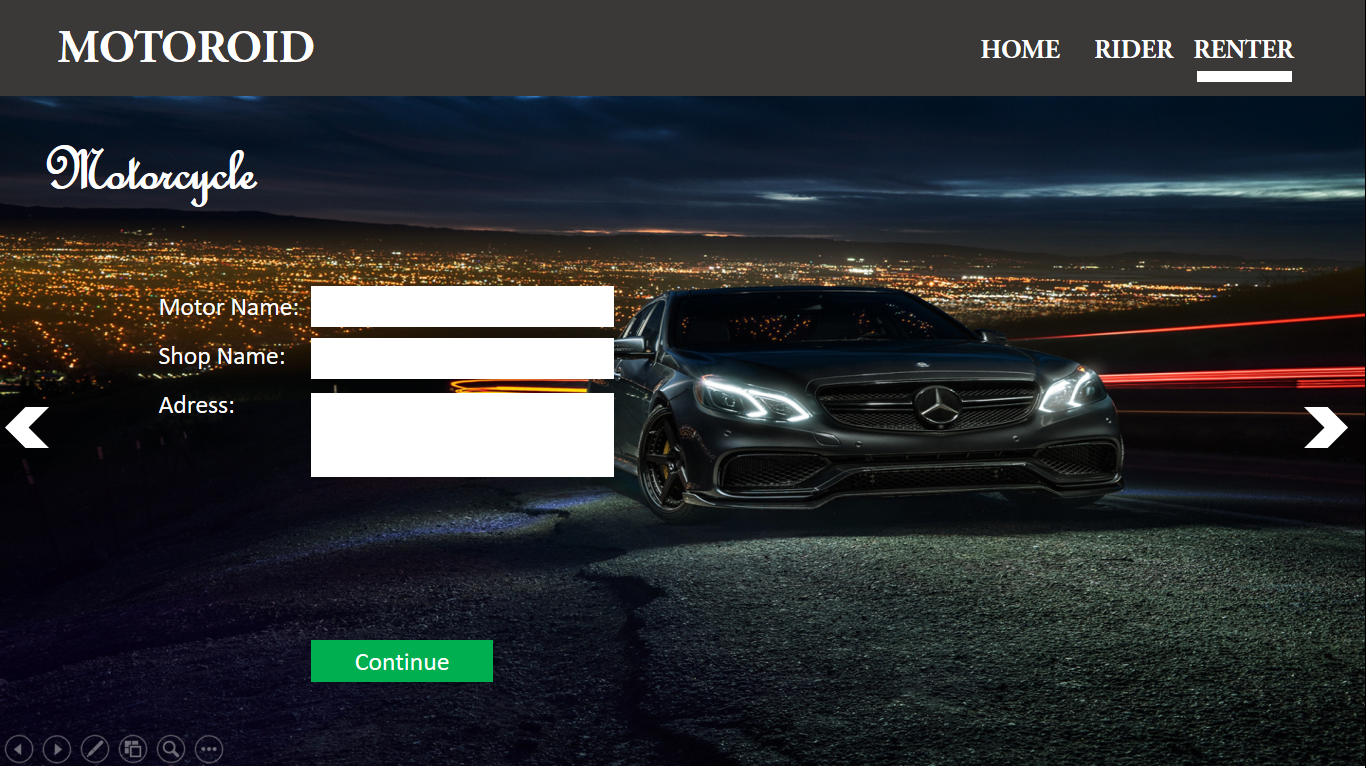 MOTOROID
HOME RIDER RENTER
Motorcycle
Motor Name:
Shop Name:
Adress:
Continue